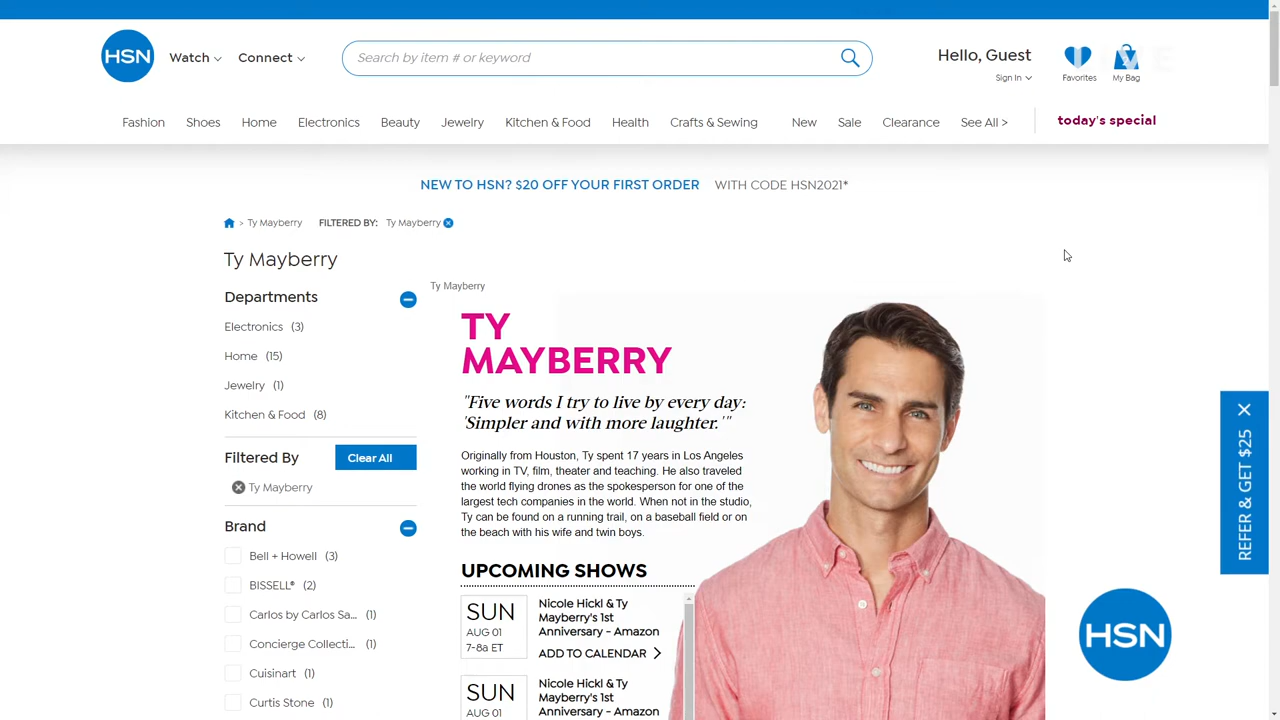 HSN
Watch
Connect
Search by item # or keyword
Hello, Guest
Sign In
Favorites
My Bag
Fashion
Shoes
Home
Electronics
Beauty
Jewelry
Kitchen & Food
Health
Crafts & Sewing
New
Sale
Clearance
See All >
today's special
NEW TO HSN? $20 OFF YOUR FIRST ORDER WITH CODE HSN2021*
> Ty Mayberry FILTERED BY: Ty Mayberry
Ty Mayberry
Departments
Electronics (3)
Home (15)
Jewelry (1)
Kitchen & Food (8)
Filtered By
Clear All
Ty Mayberry
Brand
Bell + Howell (3)
BISSELL® (2)
Carlos by Carlos Sa... (1)
Concierge Collecti... (1)
Cuisinart (1)
Curtis Stone (1)
Ty Mayberry
TY
MAYBERRY
"Five words I try to live by every day:
'Simpler and with more laughter.'"
Originally from Houston, Ty spent 17 years in Los Angeles
working in TV, film, theater and teaching. He also traveled
the world flying drones as the spokesperson for one of the
largest tech companies in the world. When not in the studio,
Ty can be found on a running trail, on a baseball field or on
the beach with his wife and twin boys.
UPCOMING SHOWS
SUN
AUG 01
7-8a ET
Nicole Hickl & Ty
Mayberry's 1st
Anniversary - Amazon
ADD TO CALENDAR
SUN
AUG 01
Nicole Hickl & Ty
Mayberry's 1st
Anniversary - Amazon
REFER & GET $25
HSN